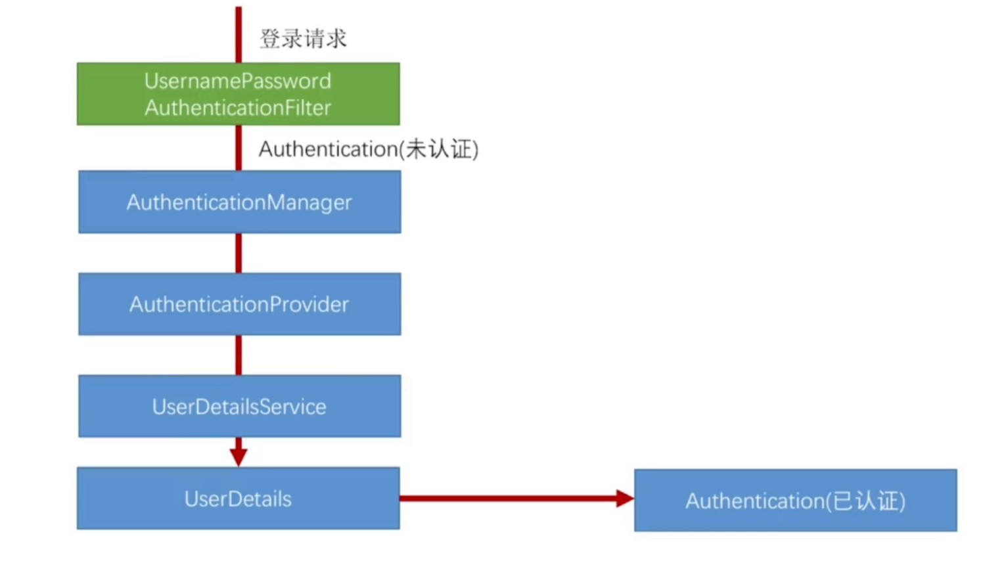 登录请求
UsernamePassword
AuthenticationFilter
Authentication(未认证)
AuthenticationManager
AuthenticationProvider
UserDetailsService
UserDetails
Authentication(已认证)